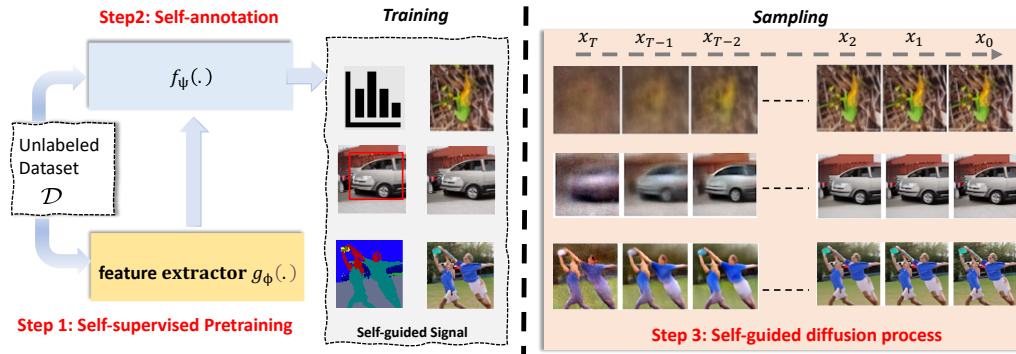 Step2: Self-annotation
Training
Sampling
f_ψ(.)
x_T
x_{T−1}
x_{T−2}
x_2
x_1
x_0
Unlabeled
Dataset
𝒟
feature extractor g_ϕ(.)
Step 1: Self-supervised Pretraining
Self-guided Signal
Step 3: Self-guided diffusion process